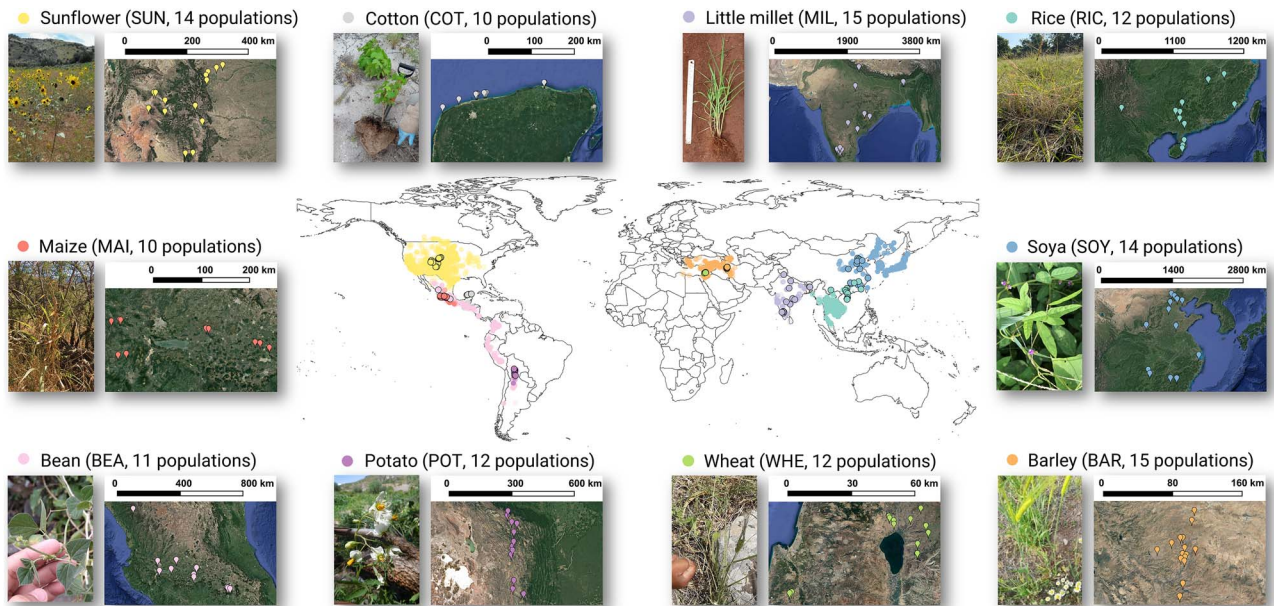 Sunflower (SUN, 14 populations)
0 200 400 km
Cotton (COT, 10 populations)
0 100 200 km
Little millet (MIL, 15 populations)
0 1900 3800 km
Rice (RIC, 12 populations)
0 1100 1200 km
Maize (MAI, 10 populations)
0 100 200 km
Soya (SOY, 14 populations)
0 1400 2800 km
Bean (BEA, 11 populations)
0 400 800 km
Potato (POT, 12 populations)
0 300 600 km
Wheat (WHE, 12 populations)
0 30 60 km
Barley (BAR, 15 populations)
0 80 160 km